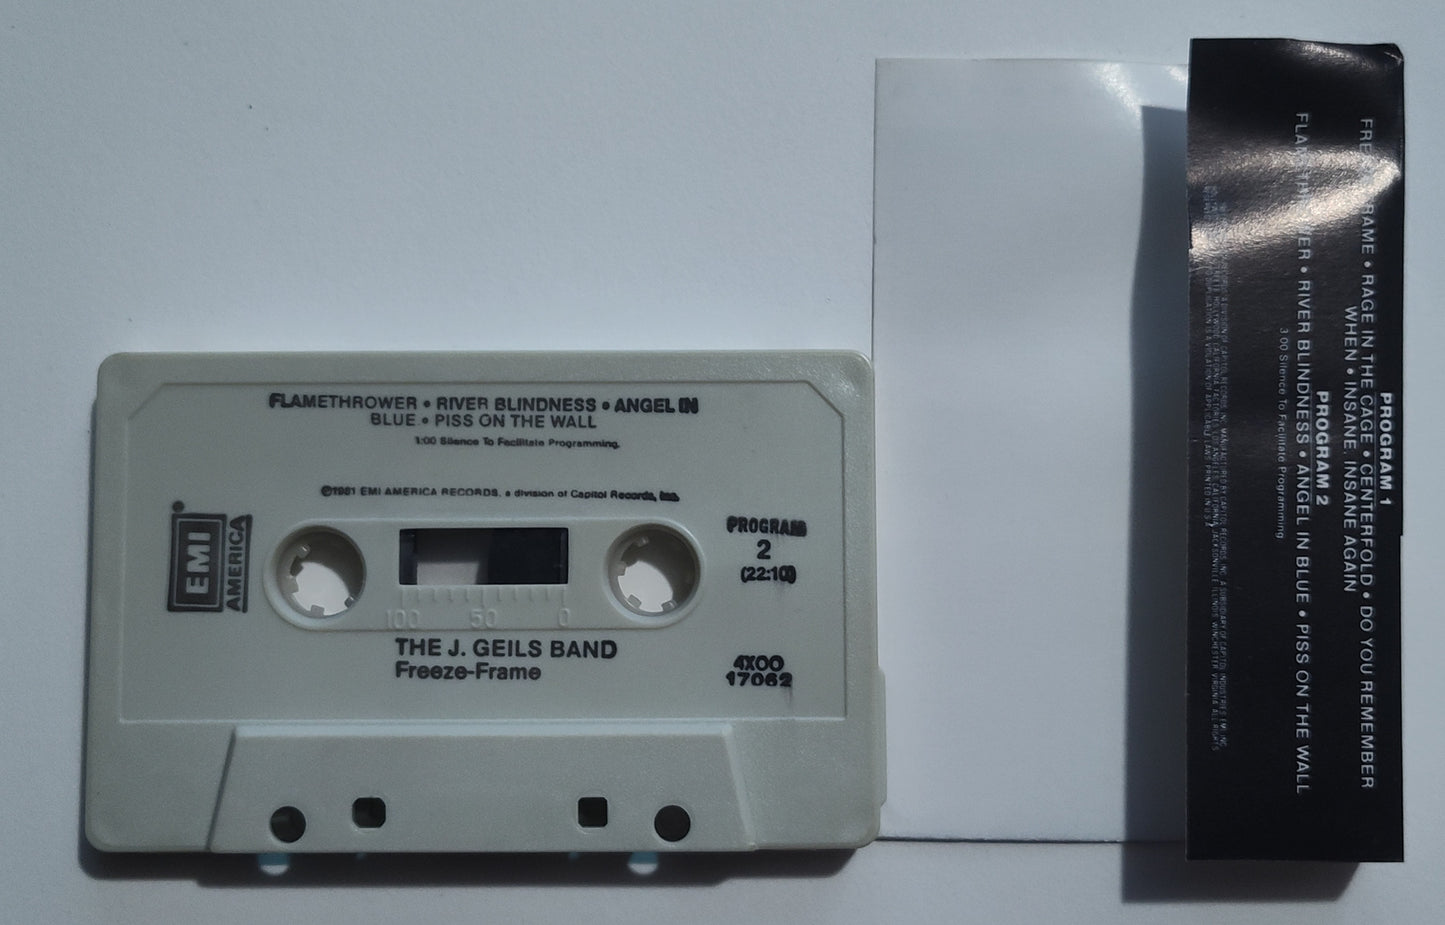 FLAMETHROWER • RIVER BLINDNESS • ANGEL IN
BLUE • PISS ON THE WALL
1:00 Silence To Facilitate Programming.
©1981 EMI AMERICA RECORDS, a division of Capitol Records, Inc.
EMI
AMERICA
PROGRAM
2
(22:10)
100 50 0
THE J. GEILS BAND
Freeze-Frame
4XOO
17062
PROGRAM 1
FREEZE-FRAME • RAGE IN THE CAGE • CENTERFOLD • DO YOU REMEMBER
WHEN • INSANE, INSANE AGAIN
PROGRAM 2
FLAMETHROWER • RIVER BLINDNESS • ANGEL IN BLUE • PISS ON THE WALL
3:00 Silence To Facilitate Programming